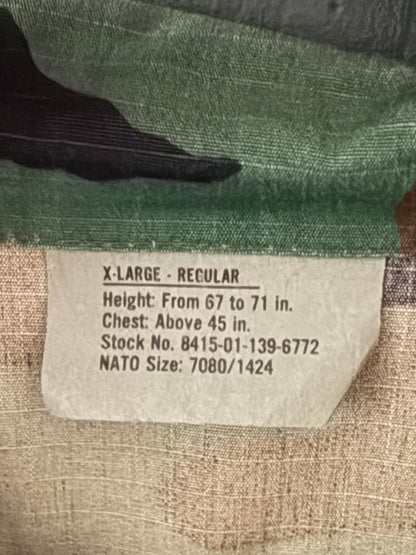 X-LARGE - REGULAR
Height: From 67 to 71 in.
Chest: Above 45 in.
Stock No. 8415-01-139-6772
NATO Size: 7080/1424